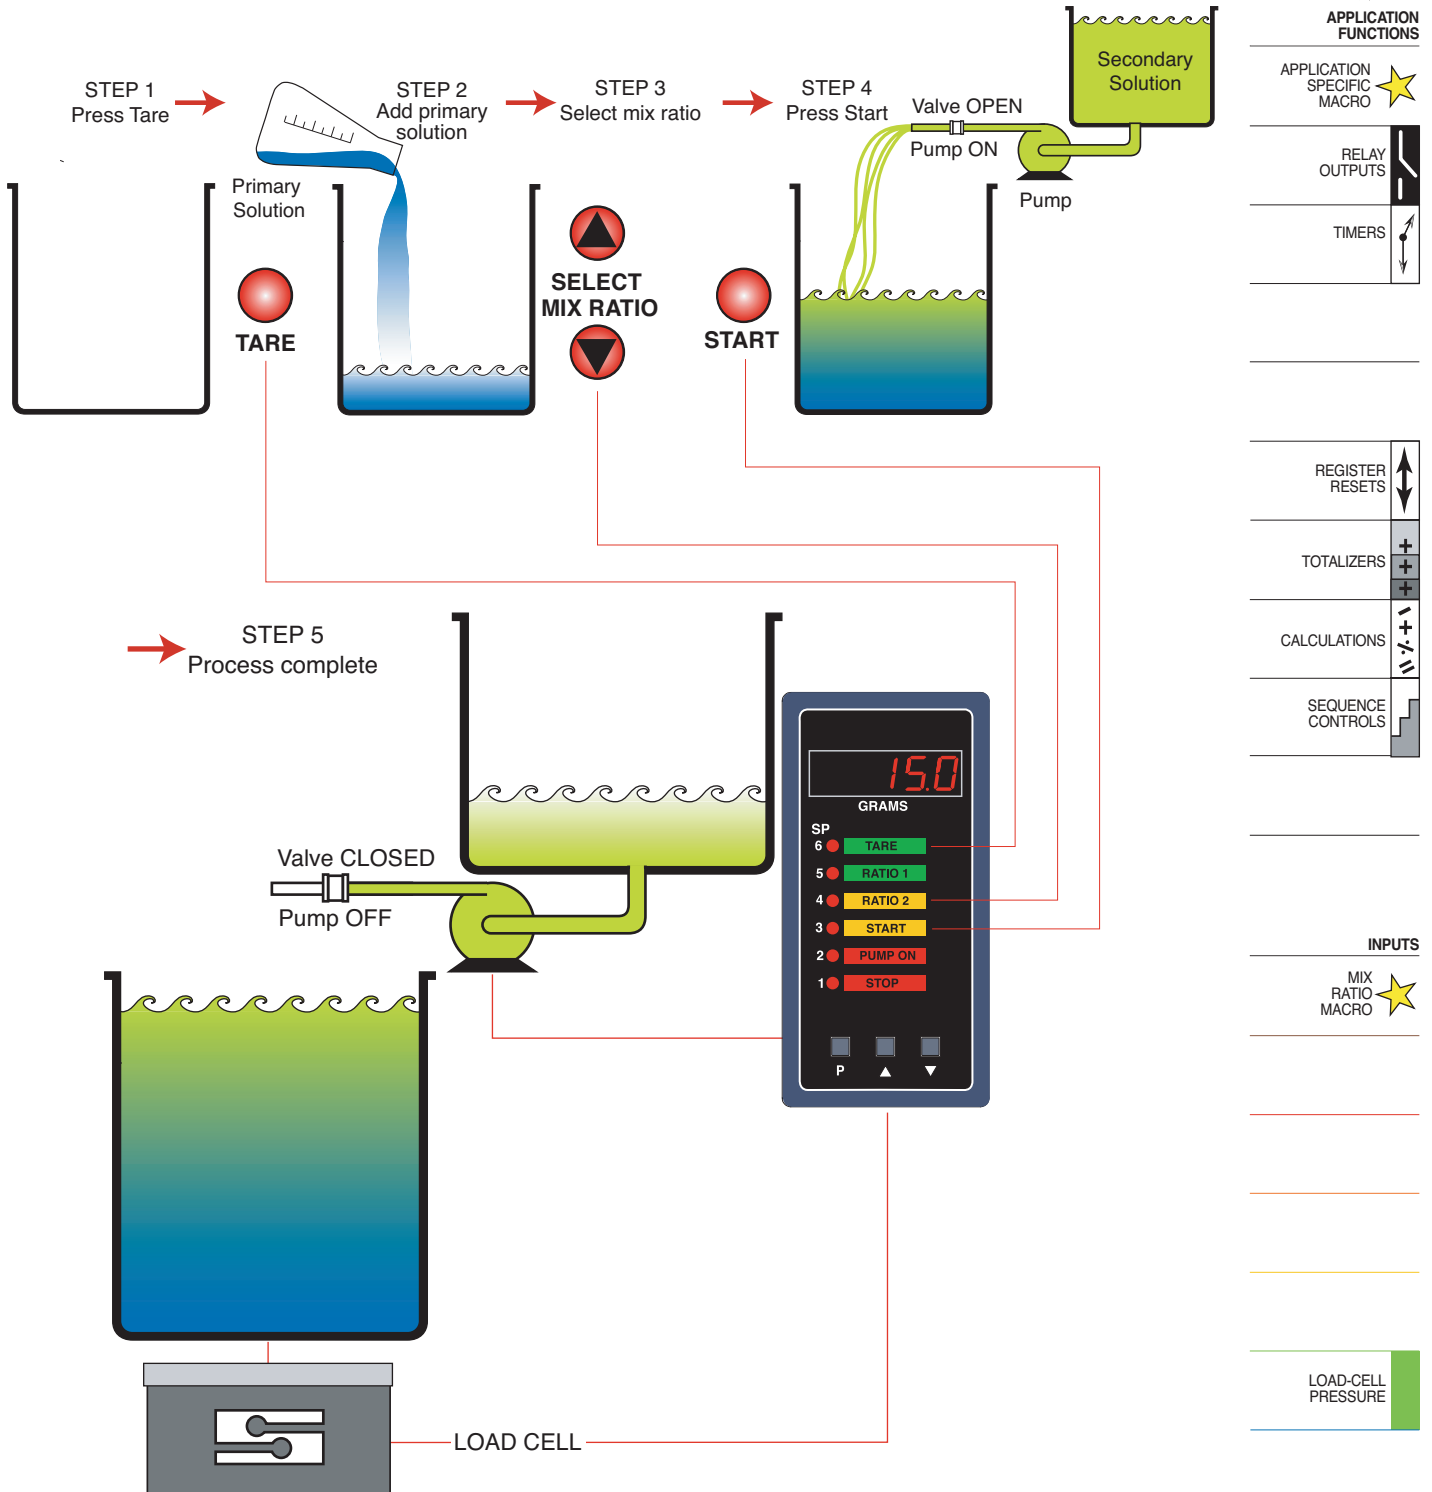 STEP 1
Press Tare
STEP 2
Add primary
solution
STEP 3
Select mix ratio
STEP 4
Press Start
Valve OPEN
Pump ON
Secondary
Solution
Pump
Primary
Solution
TARE
SELECT
MIX RATIO
START
STEP 5
Process complete
Valve CLOSED
Pump OFF
15.0
GRAMS
SP
6 TARE
5 RATIO 1
4 RATIO 2
3 START
2 PUMP ON
1 STOP
P ▲ ▼
LOAD CELL
APPLICATION
FUNCTIONS
APPLICATION
SPECIFIC
MACRO
RELAY
OUTPUTS
TIMERS
REGISTER
RESETS
TOTALIZERS
CALCULATIONS
SEQUENCE
CONTROLS
INPUTS
MIX
RATIO
MACRO
LOAD-CELL
PRESSURE